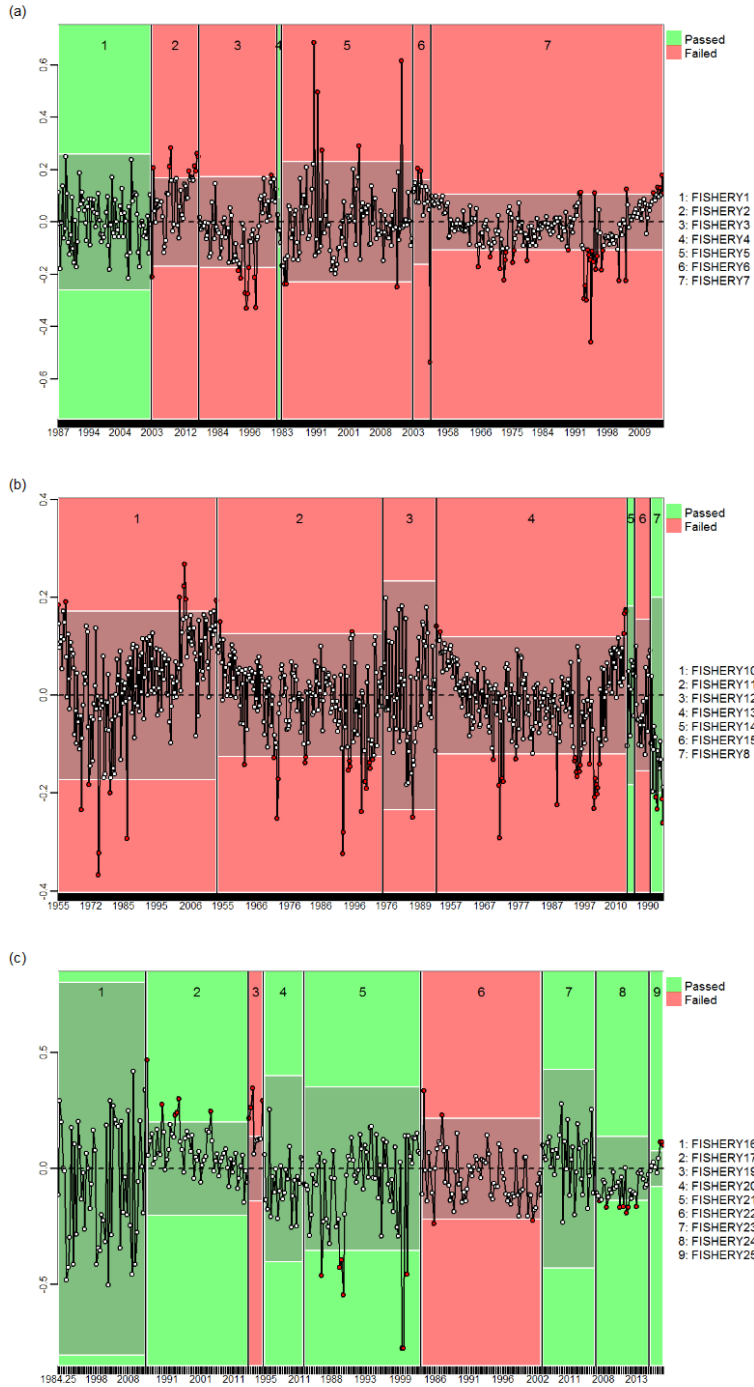 (a)
1 2 3 4 5 6 7
Passed
Failed
0.6
0.4
0.2
0.0
-0.2
-0.4
-0.6
1: FISHERY1
2: FISHERY2
3: FISHERY3
4: FISHERY4
5: FISHERY5
6: FISHERY6
7: FISHERY7
1987 1994 2004 2003 2012 1984 1996 1983 1991 2001 2008 2003 1958 1966 1975 1984 1991 1998 2009
(b)
1 2 3 4 5 6 7
Passed
Failed
0.4
0.2
0.0
-0.2
-0.4
1: FISHERY10
2: FISHERY11
3: FISHERY12
4: FISHERY13
5: FISHERY14
6: FISHERY15
7: FISHERY8
1955 1972 1985 1995 2006 1955 1966 1976 1986 1996 1976 1989 1957 1967 1977 1987 1997 2010 1990
(c)
1 2 3 4 5 6 7 8 9
Passed
Failed
0.5
0.0
-0.5
1: FISHERY16
2: FISHERY17
3: FISHERY19
4: FISHERY20
5: FISHERY21
6: FISHERY22
7: FISHERY23
8: FISHERY24
9: FISHERY25
1984.25 1998 2008 1991 2001 2011 1995 2011 1987 1993 1999 1986 1992 2002 2008 2013